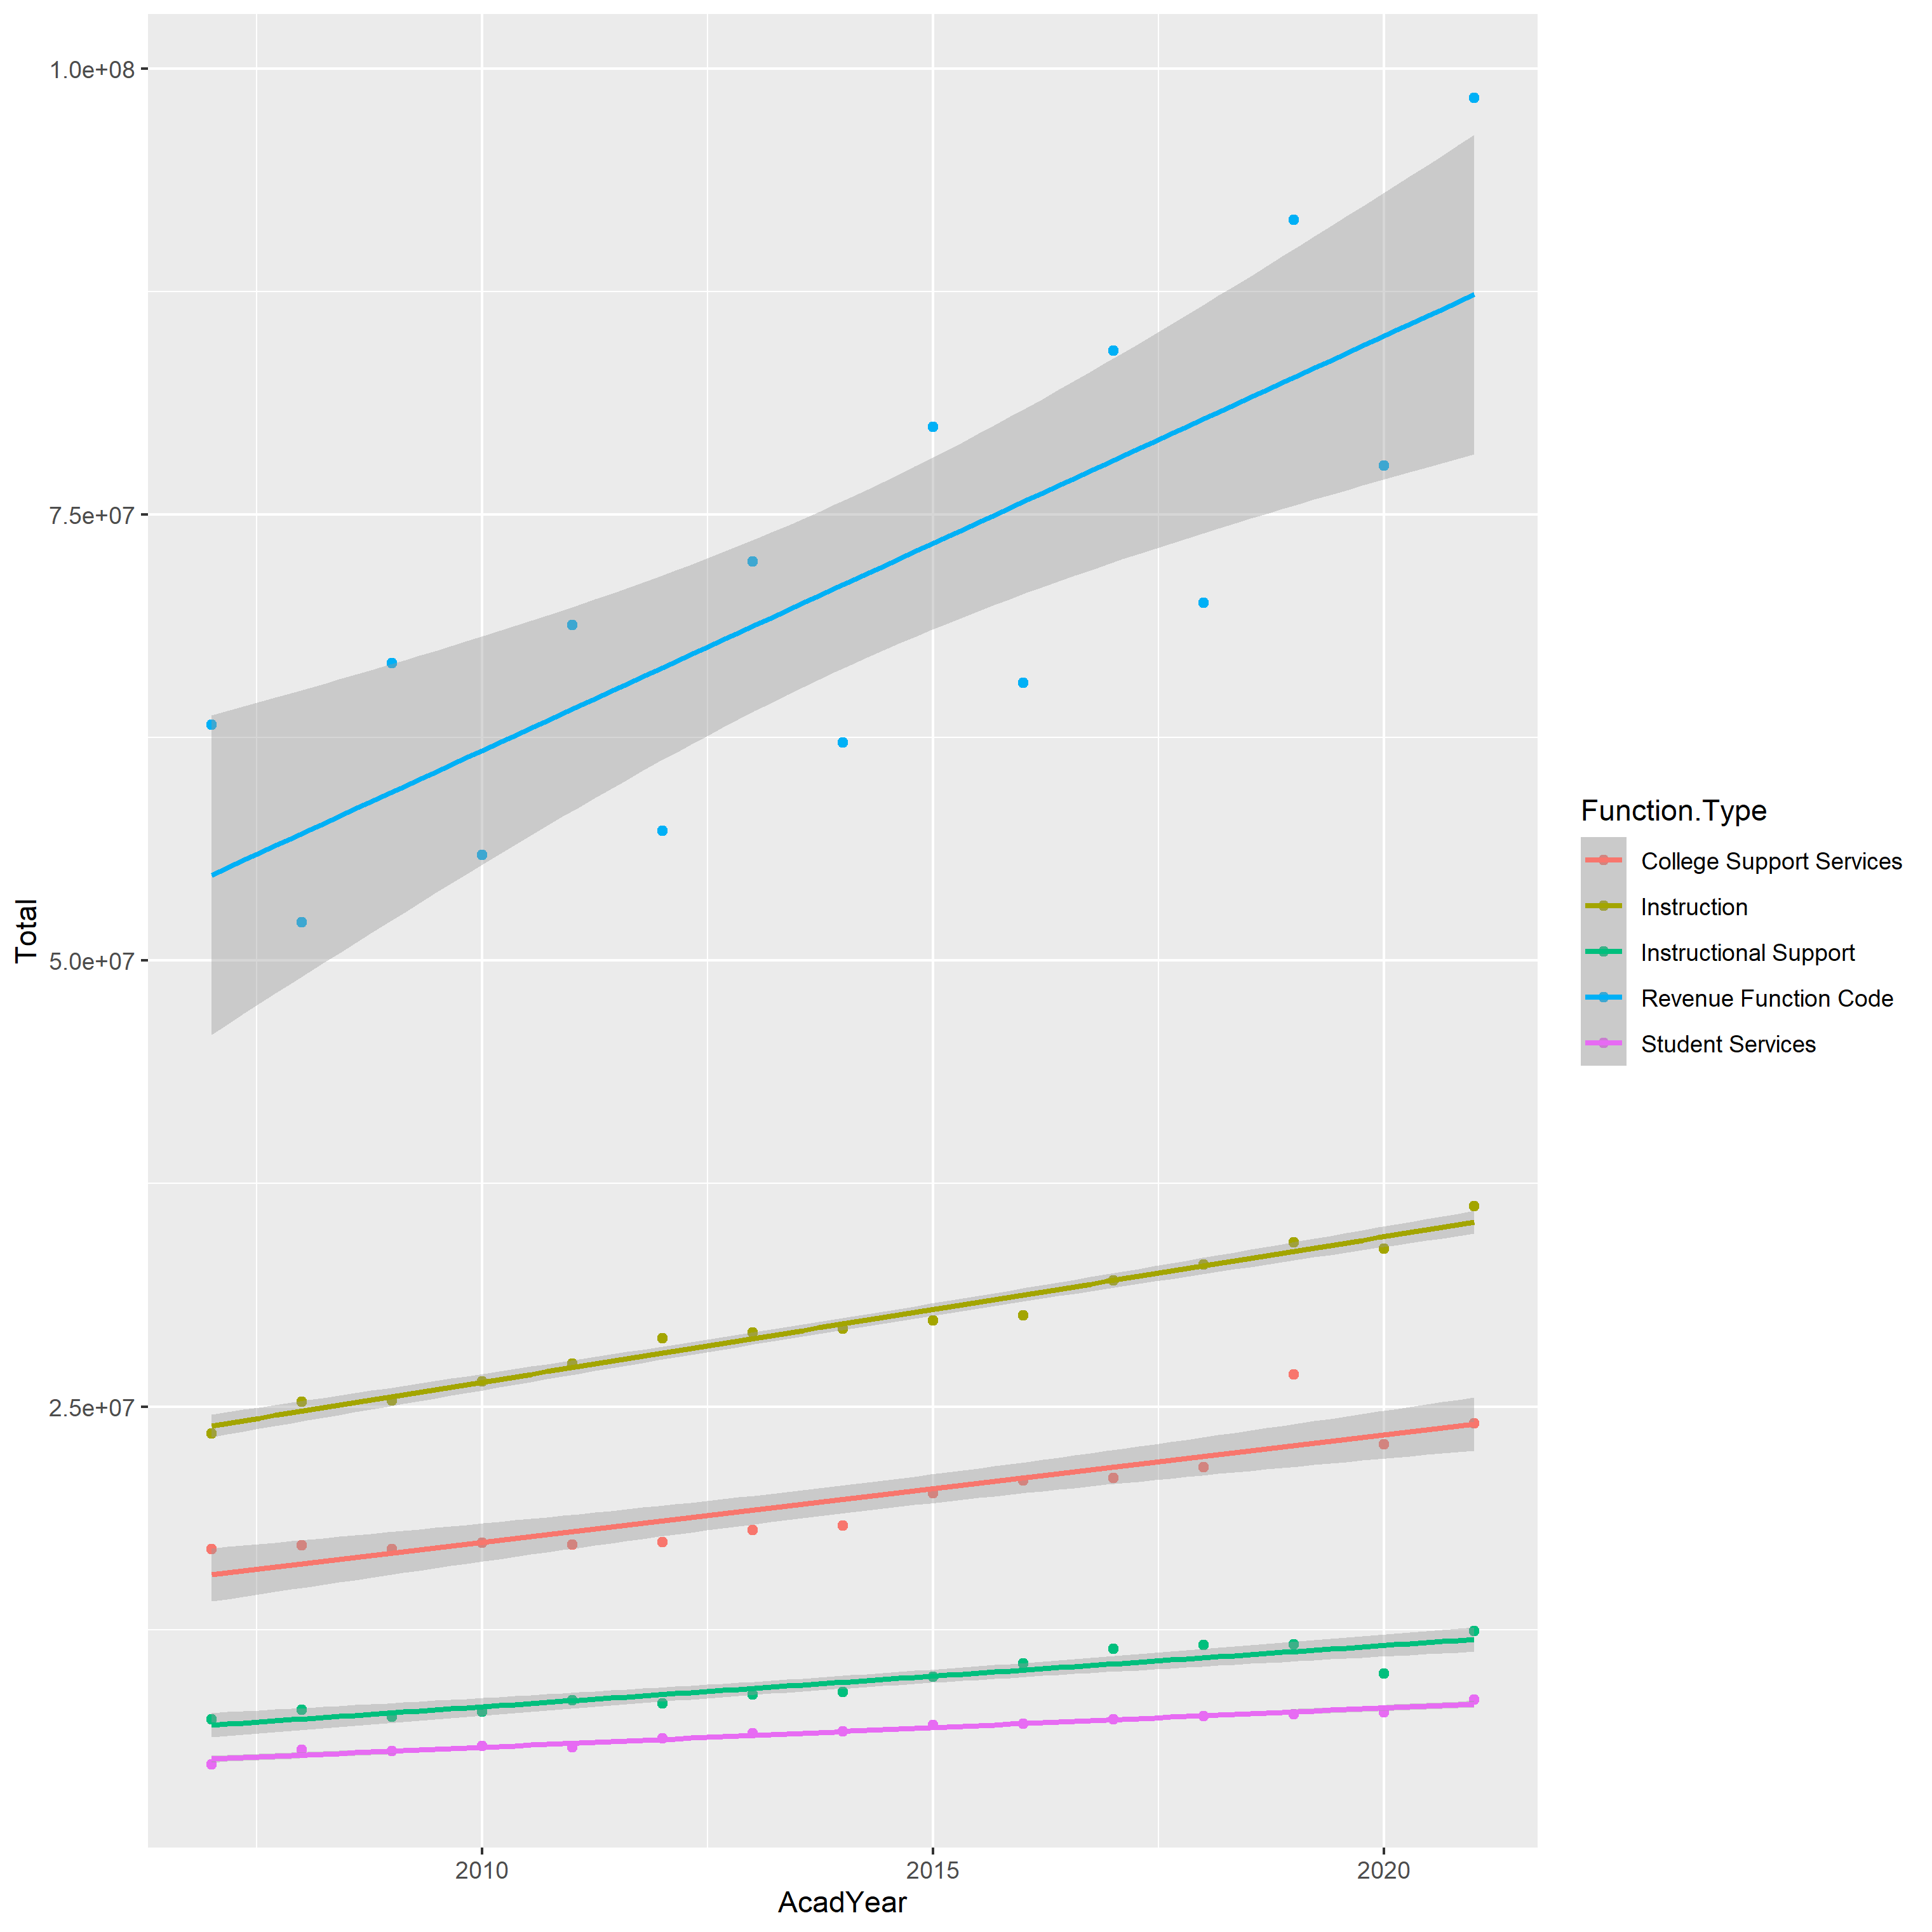 1.0e+08
7.5e+07
5.0e+07
2.5e+07
Total
2010
2015
2020
AcadYear
Function.Type
College Support Services
Instruction
Instructional Support
Revenue Function Code
Student Services